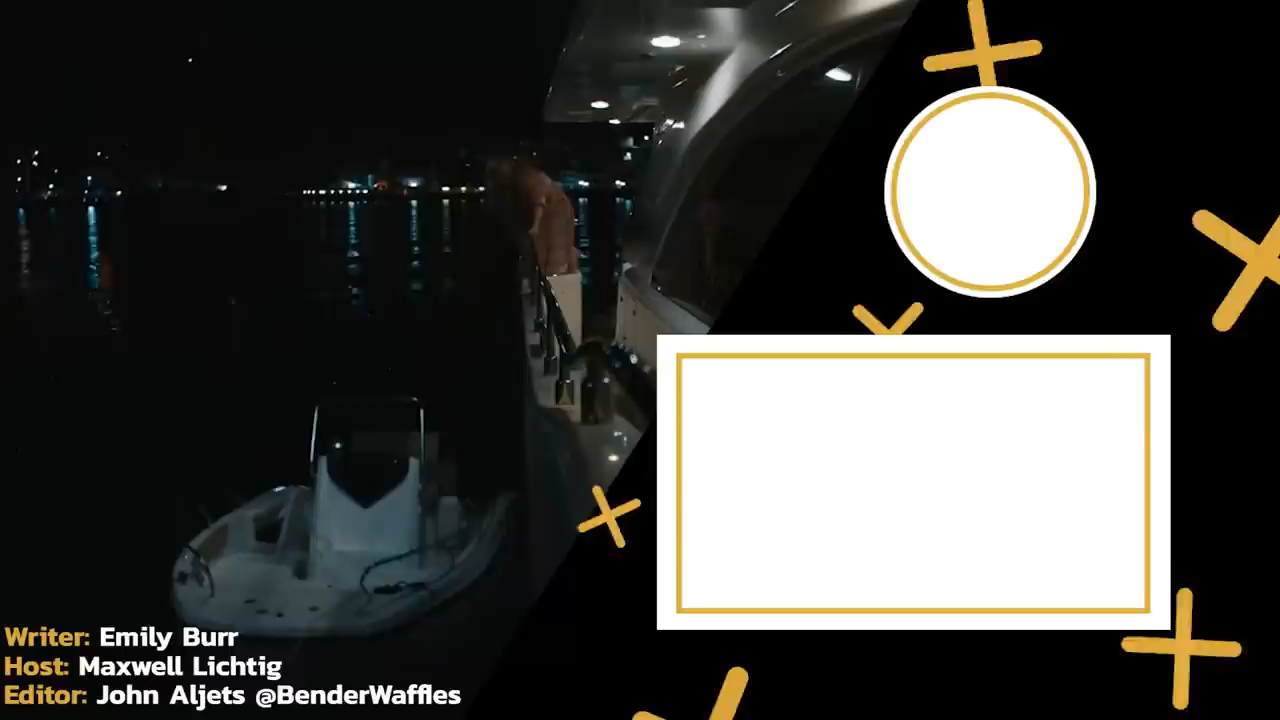 Writer: Emily Burr
Host: Maxwell Lichtig
Editor: John Aljets @BenderWaffles